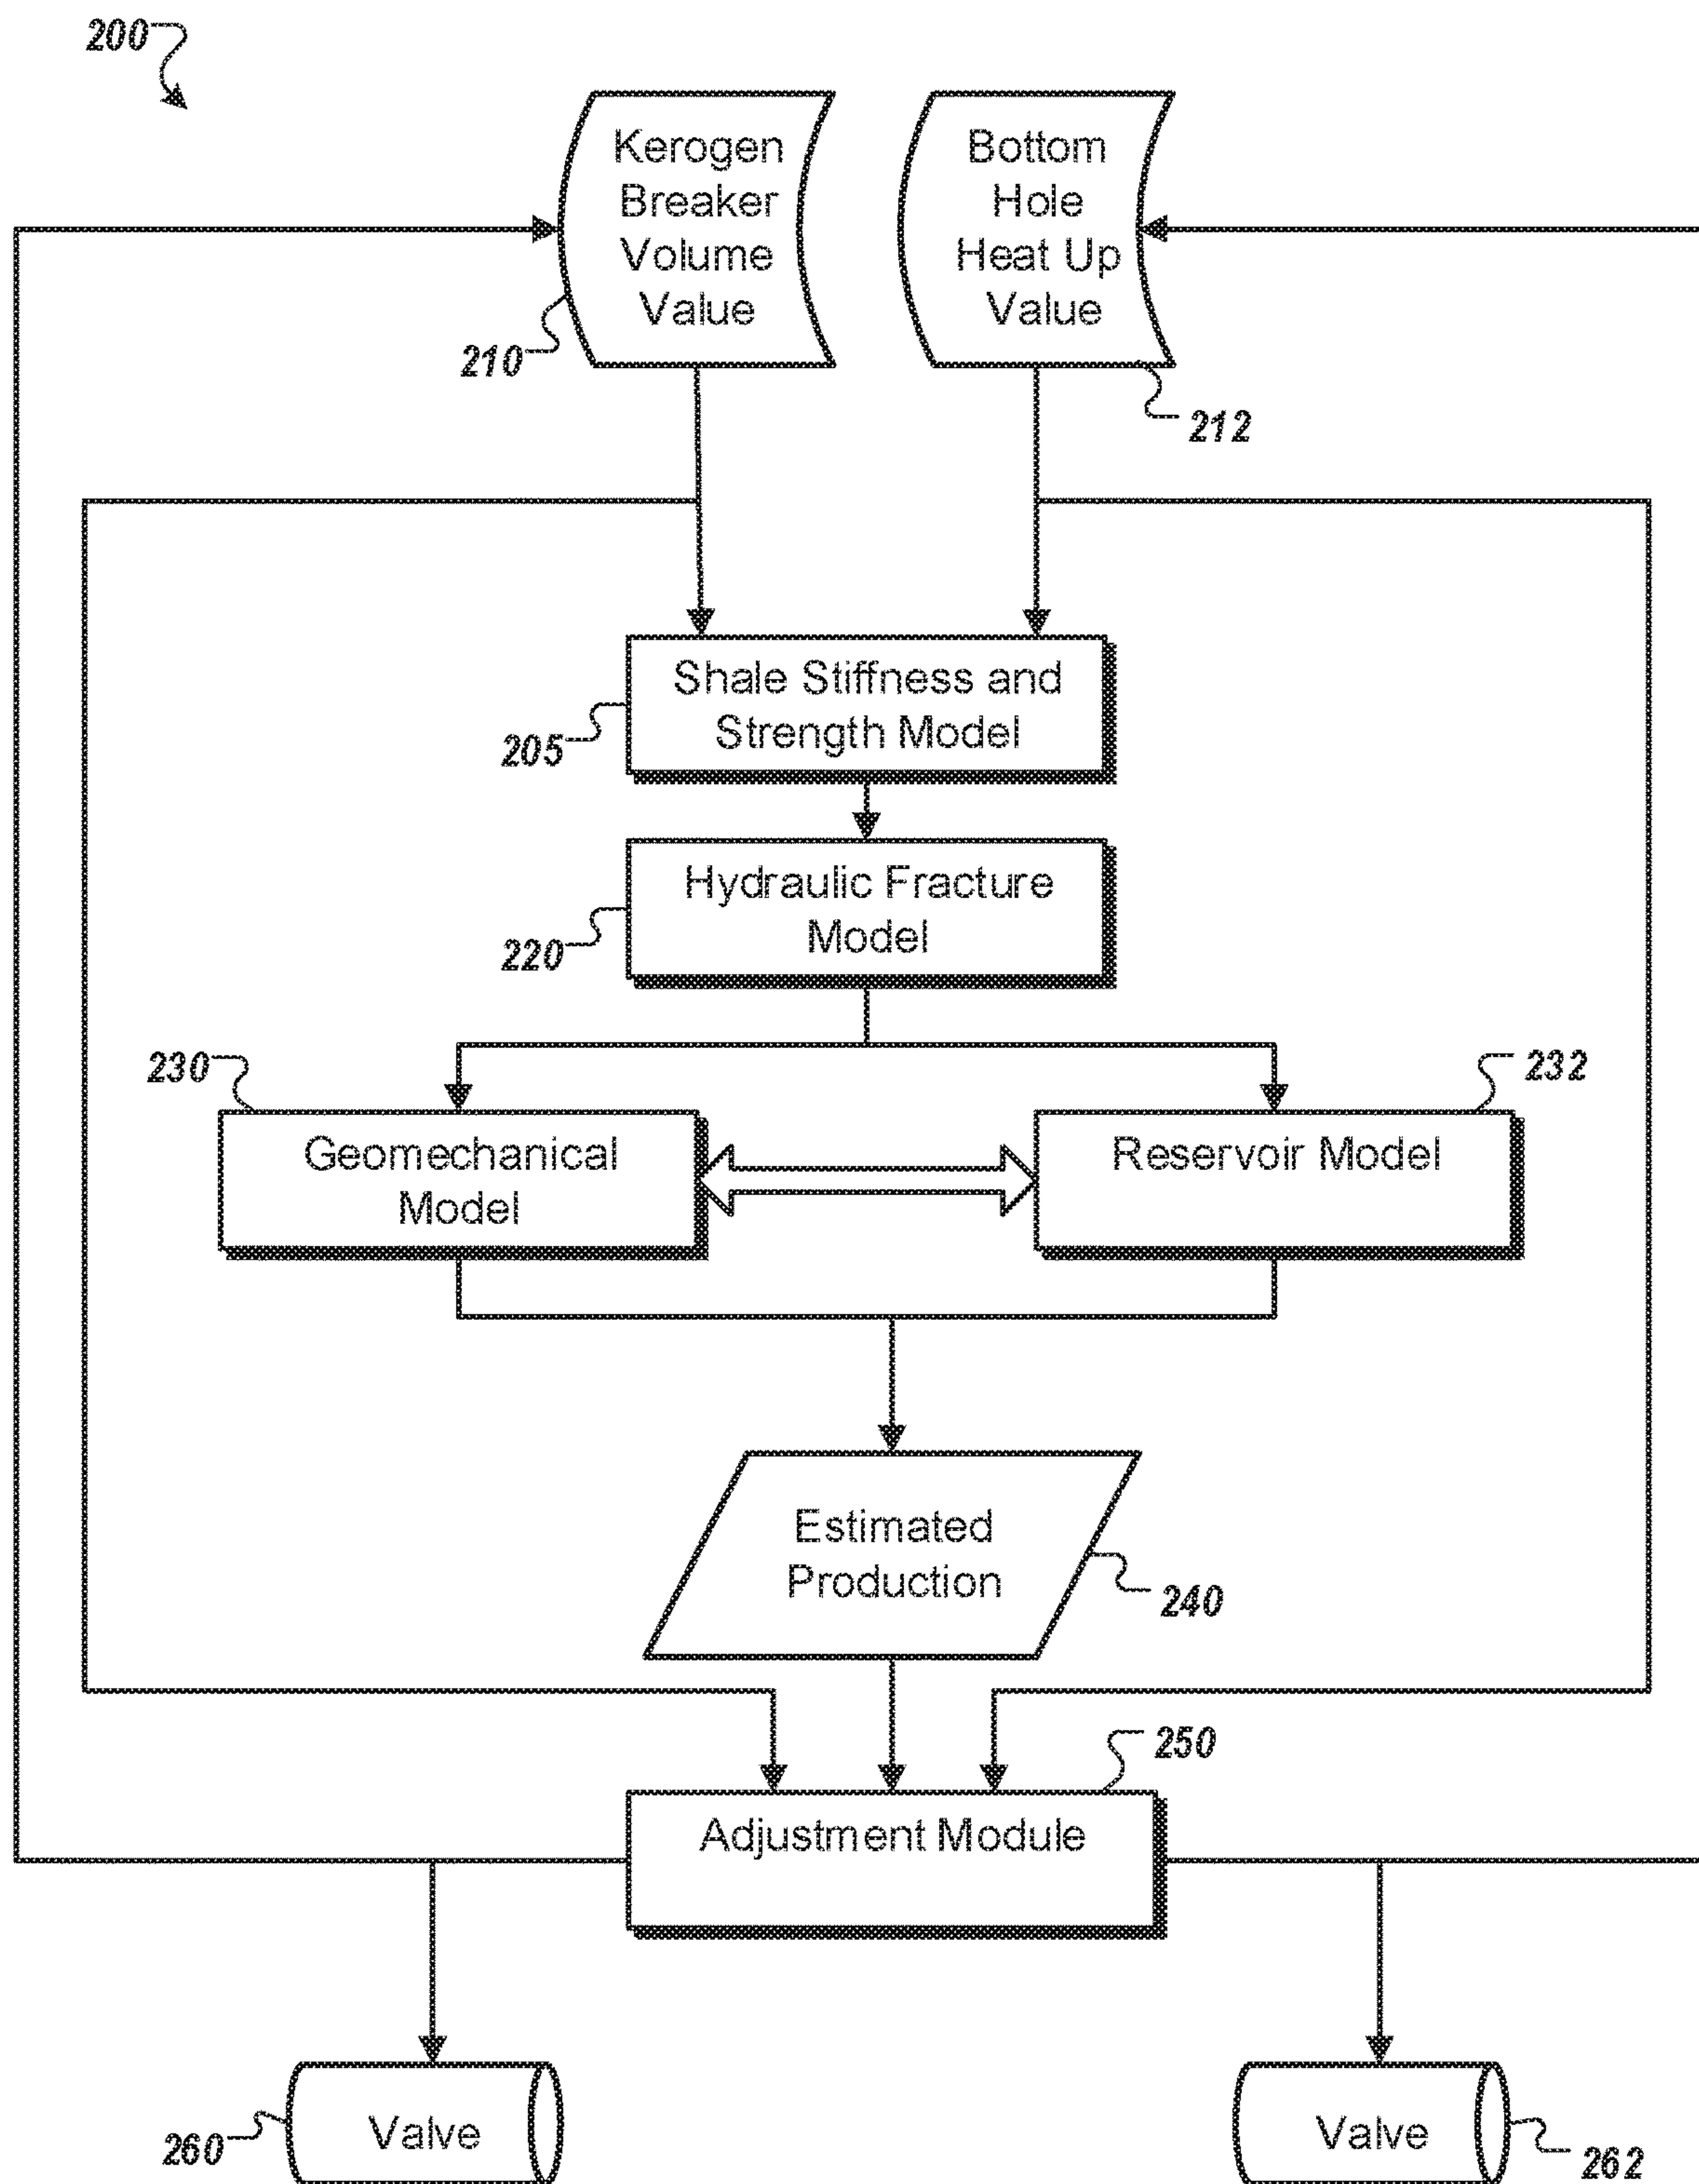 200
Kerogen
Breaker
Volume
Value
210
Bottom
Hole
Heat Up
Value
212
Shale Stiffness and
Strength Model
205
Hydraulic Fracture
Model
220
230
Geomechanical
Model
232
Reservoir Model
Estimated
Production
240
250
Adjustment Module
260
Valve
Valve
262